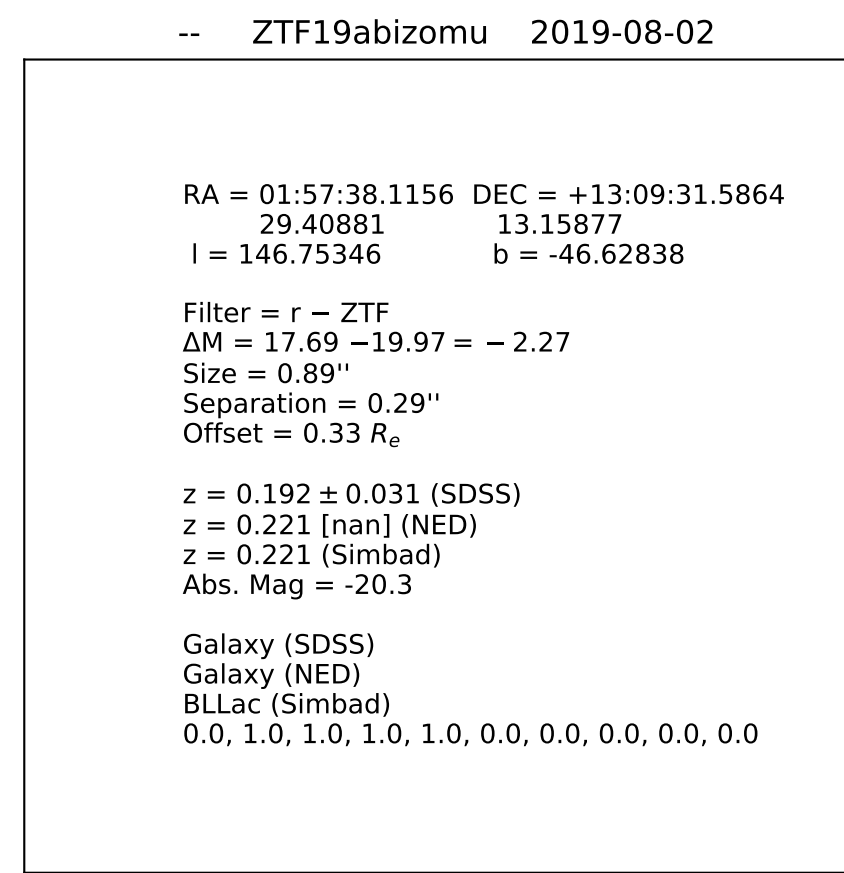 -- ZTF19abizomu 2019-08-02
RA = 01:57:38.1156 DEC = +13:09:31.5864
29.40881 13.15877
l = 146.75346 b = -46.62838
Filter = r − ZTF
ΔM = 17.69 −19.97 = − 2.27
Size = 0.89''
Separation = 0.29''
Offset = 0.33 Re
z = 0.192 ± 0.031 (SDSS)
z = 0.221 [nan] (NED)
z = 0.221 (Simbad)
Abs. Mag = -20.3
Galaxy (SDSS)
Galaxy (NED)
BLLac (Simbad)
0.0, 1.0, 1.0, 1.0, 1.0, 0.0, 0.0, 0.0, 0.0, 0.0